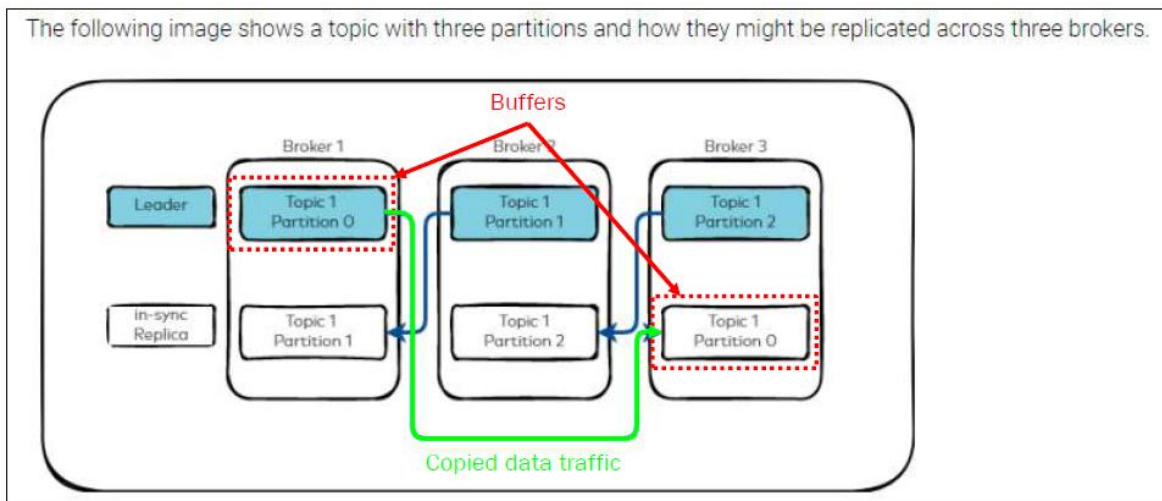 The following image shows a topic with three partitions and how they might be replicated across three brokers.
Buffers
Broker 1
Broker 2
Broker 3
Leader
Topic 1
Partition 0
Topic 1
Partition 1
Topic 1
Partition 2
in-sync
Replica
Topic 1
Partition 1
Topic 1
Partition 2
Topic 1
Partition 0
Copied data traffic